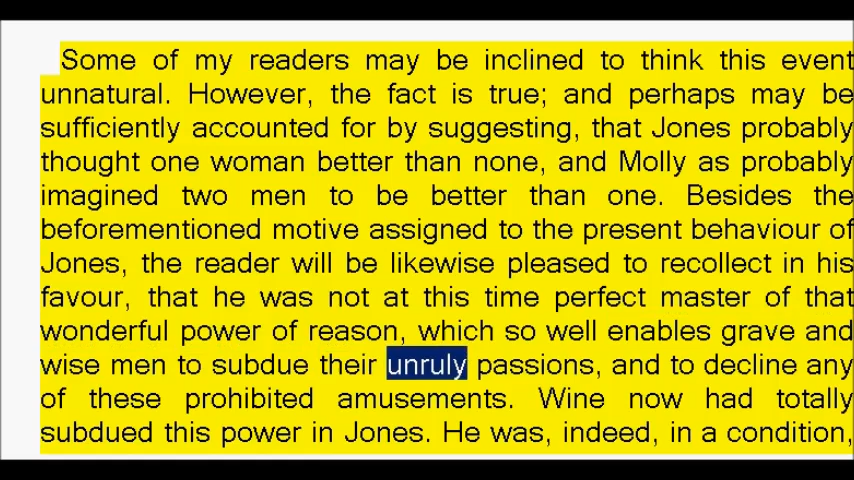 Some of my readers may be inclined to think this event
unnatural. However, the fact is true; and perhaps may be
sufficiently accounted for by suggesting, that Jones probably
thought one woman better than none, and Molly as probably
imagined two men to be better than one. Besides the
beforementioned motive assigned to the present behaviour of
Jones, the reader will be likewise pleased to recollect in his
favour, that he was not at this time perfect master of that
wonderful power of reason, which so well enables grave and
wise men to subdue their unruly passions, and to decline any
of these prohibited amusements. Wine now had totally
subdued this power in Jones. He was, indeed, in a condition,